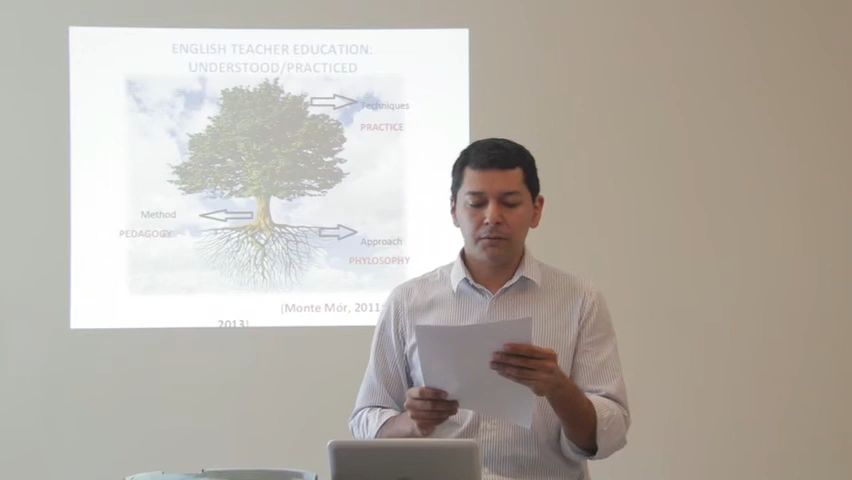 ENGLISH TEACHER EDUCATION:
UNDERSTOOD/PRACTICED
Techniques
PRACTICE
Method
PEDAGOGY
Approach
PHYLOSOPHY
(Monte Mór, 2011;
2013)